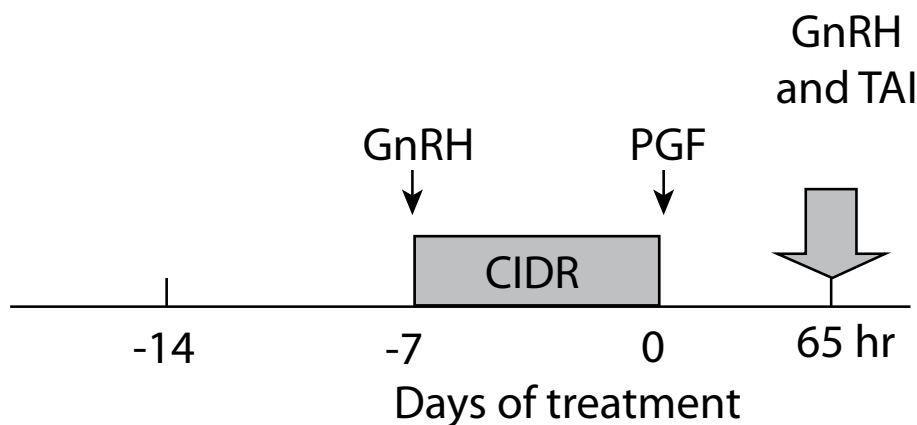 GnRH
and TAI
GnRH
PGF
CIDR
-14
-7
0
65 hr
Days of treatment